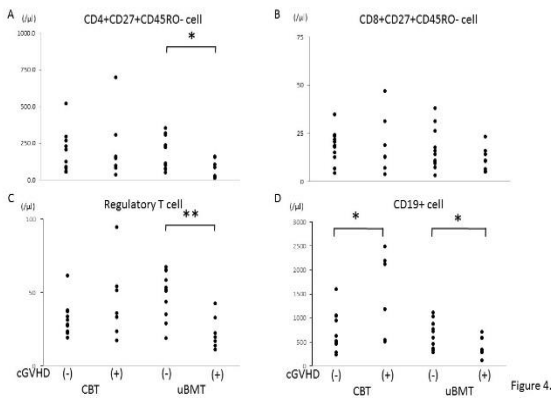 A
(/μl)
CD4+CD27+CD45RO- cell
1000.0
750.0
500.0
250.0
0.0
*
B
(/μl)
CD8+CD27+CD45RO- cell
75
50
25
0
C
(/μl)
Regulatory T cell
100
50
0
**
cGVHD (-) (+) (-) (+)
CBT uBMT
D
(/μl)
CD19+ cell
3000
2500
2000
1500
1000
500
0
* *
cGVHD (-) (+) (-) (+)
CBT uBMT
Figure 4.